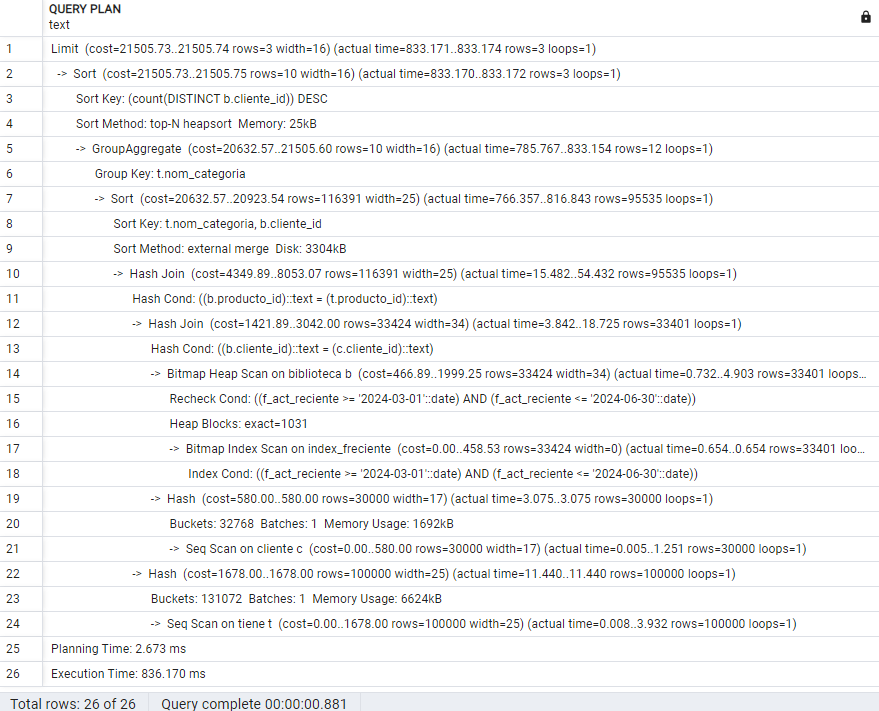 QUERY PLAN
text
1 Limit (cost=21505.73..21505.74 rows=3 width=16) (actual time=833.171..833.174 rows=3 loops=1)
2 -> Sort (cost=21505.73..21505.75 rows=10 width=16) (actual time=833.170..833.172 rows=3 loops=1)
3 Sort Key: (count(DISTINCT b.cliente_id)) DESC
4 Sort Method: top-N heapsort Memory: 25kB
5 -> GroupAggregate (cost=20632.57..21505.60 rows=10 width=16) (actual time=785.767..833.154 rows=12 loops=1)
6 Group Key: t.nom_categoria
7 -> Sort (cost=20632.57..20923.54 rows=116391 width=25) (actual time=766.357..816.843 rows=95535 loops=1)
8 Sort Key: t.nom_categoria, b.cliente_id
9 Sort Method: external merge Disk: 3304kB
10 -> Hash Join (cost=4349.89..8053.07 rows=116391 width=25) (actual time=15.482..54.432 rows=95535 loops=1)
11 Hash Cond: ((b.producto_id)::text = (t.producto_id)::text)
12 -> Hash Join (cost=1421.89..3042.00 rows=33424 width=34) (actual time=3.842..18.725 rows=33401 loops=1)
13 Hash Cond: ((b.cliente_id)::text = (c.cliente_id)::text)
14 -> Bitmap Heap Scan on biblioteca b (cost=466.89..1999.25 rows=33424 width=34) (actual time=0.732..4.903 rows=33401 loops...
15 Recheck Cond: ((f_act_reciente >= '2024-03-01'::date) AND (f_act_reciente <= '2024-06-30'::date))
16 Heap Blocks: exact=1031
17 -> Bitmap Index Scan on index_freciente (cost=0.00..458.53 rows=33424 width=0) (actual time=0.654..0.654 rows=33401 loo...
18 Index Cond: ((f_act_reciente >= '2024-03-01'::date) AND (f_act_reciente <= '2024-06-30'::date))
19 -> Hash (cost=580.00..580.00 rows=30000 width=17) (actual time=3.075..3.075 rows=30000 loops=1)
20 Buckets: 32768 Batches: 1 Memory Usage: 1692kB
21 -> Seq Scan on cliente c (cost=0.00..580.00 rows=30000 width=17) (actual time=0.005..1.251 rows=30000 loops=1)
22 -> Hash (cost=1678.00..1678.00 rows=100000 width=25) (actual time=11.440..11.440 rows=100000 loops=1)
23 Buckets: 131072 Batches: 1 Memory Usage: 6624kB
24 -> Seq Scan on tiene t (cost=0.00..1678.00 rows=100000 width=25) (actual time=0.008..3.932 rows=100000 loops=1)
25 Planning Time: 2.673 ms
26 Execution Time: 836.170 ms
Total rows: 26 of 26 Query complete 00:00:00.881